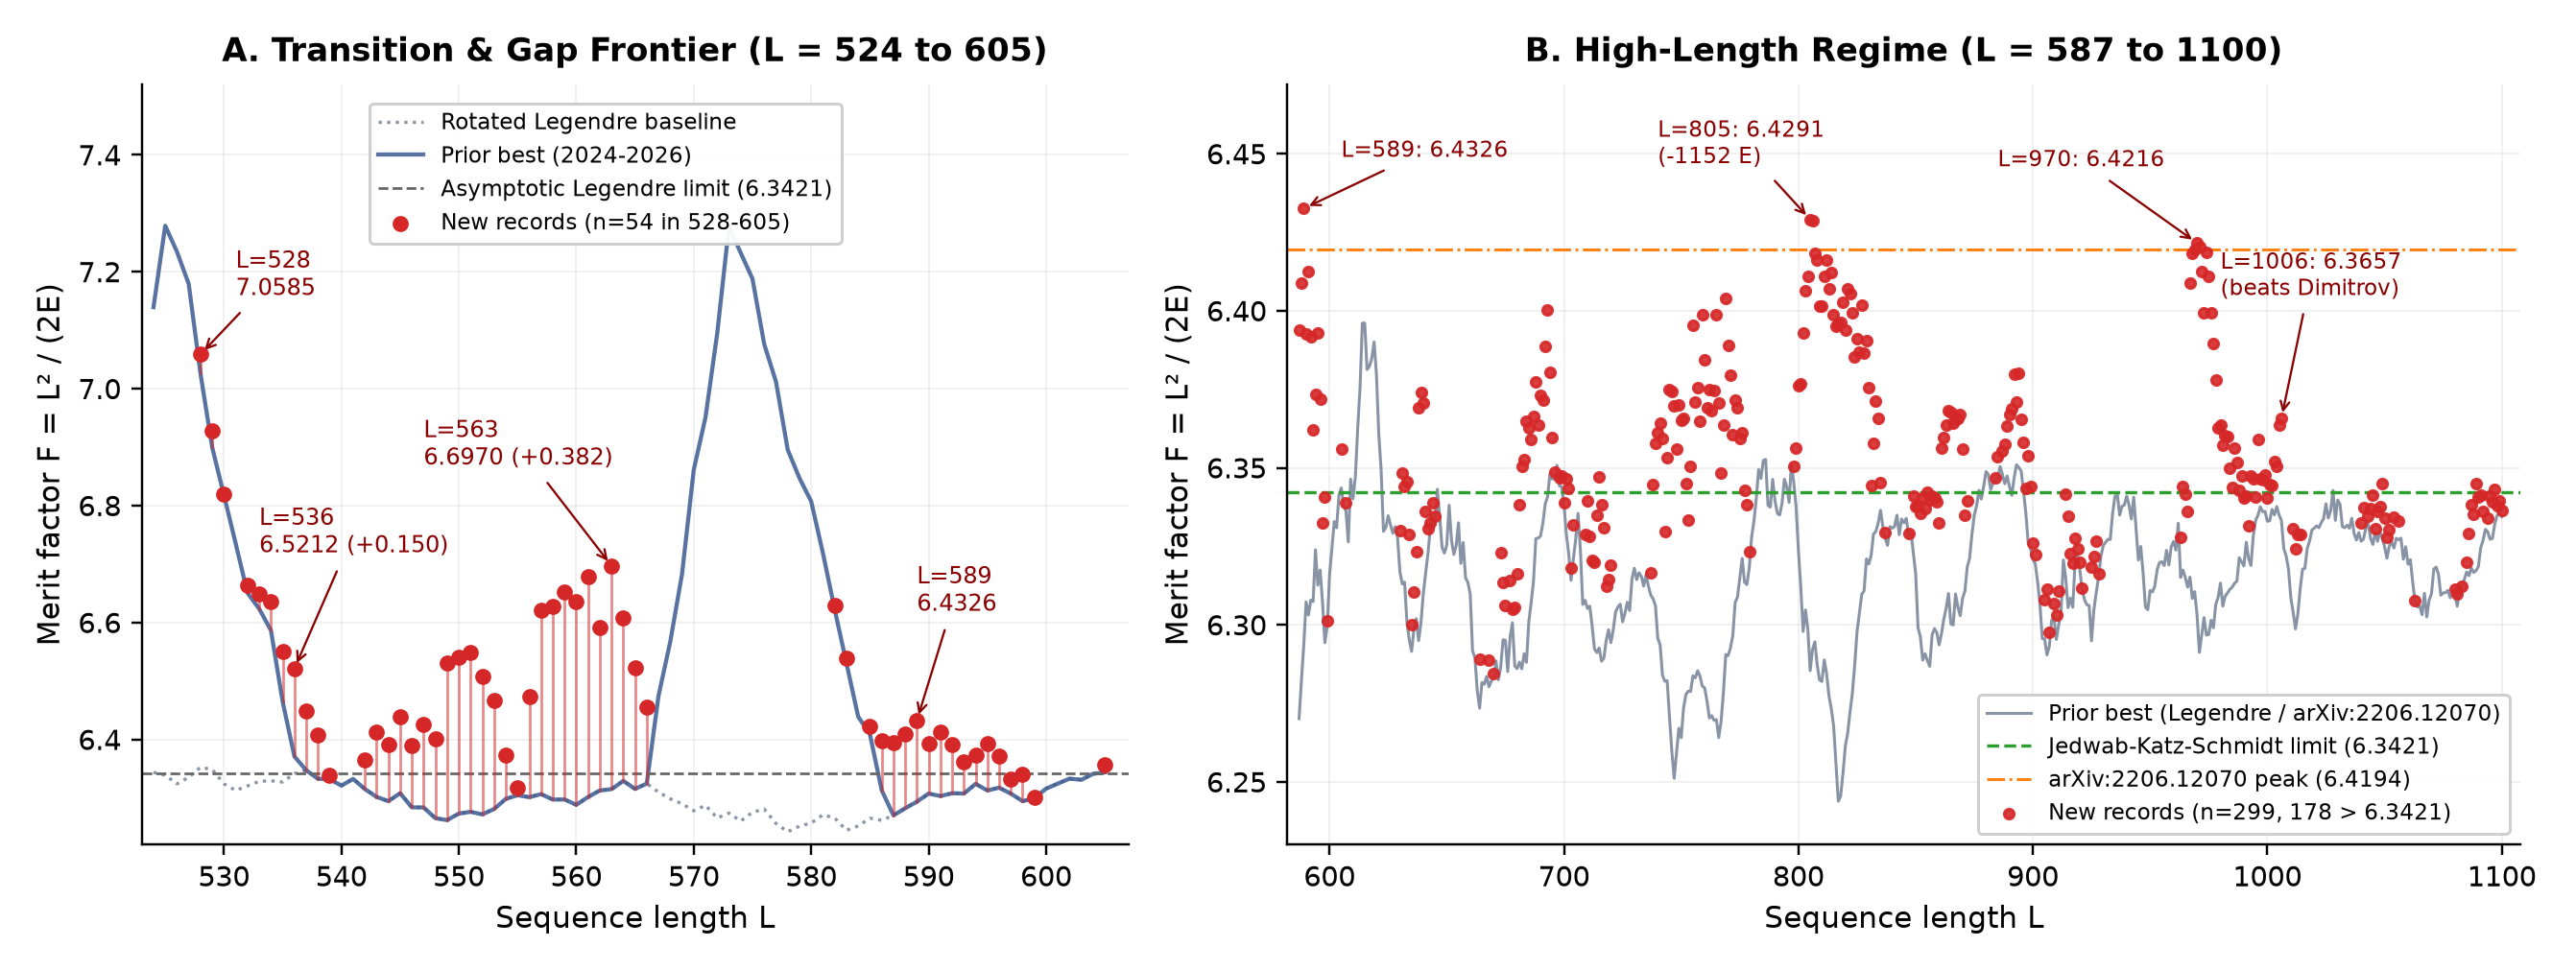 A. Transition & Gap Frontier (L = 524 to 605)
Merit factor F = L² / (2E)
7.4
7.2
7.0
6.8
6.6
6.4
Rotated Legendre baseline
Prior best (2024-2026)
Asymptotic Legendre limit (6.3421)
New records (n=54 in 528-605)
L=528
7.0585
L=536
6.5212 (+0.150)
L=563
6.6970 (+0.382)
L=589
6.4326
530
540
550
560
570
580
590
600
Sequence length L
B. High-Length Regime (L = 587 to 1100)
Merit factor F = L² / (2E)
6.45
6.40
6.35
6.30
6.25
L=589: 6.4326
L=805: 6.4291
(-1152 E)
L=970: 6.4216
L=1006: 6.3657
(beats Dimitrov)
Prior best (Legendre / arXiv:2206.12070)
Jedwab-Katz-Schmidt limit (6.3421)
arXiv:2206.12070 peak (6.4194)
New records (n=299, 178 > 6.3421)
600
700
800
900
1000
1100
Sequence length L